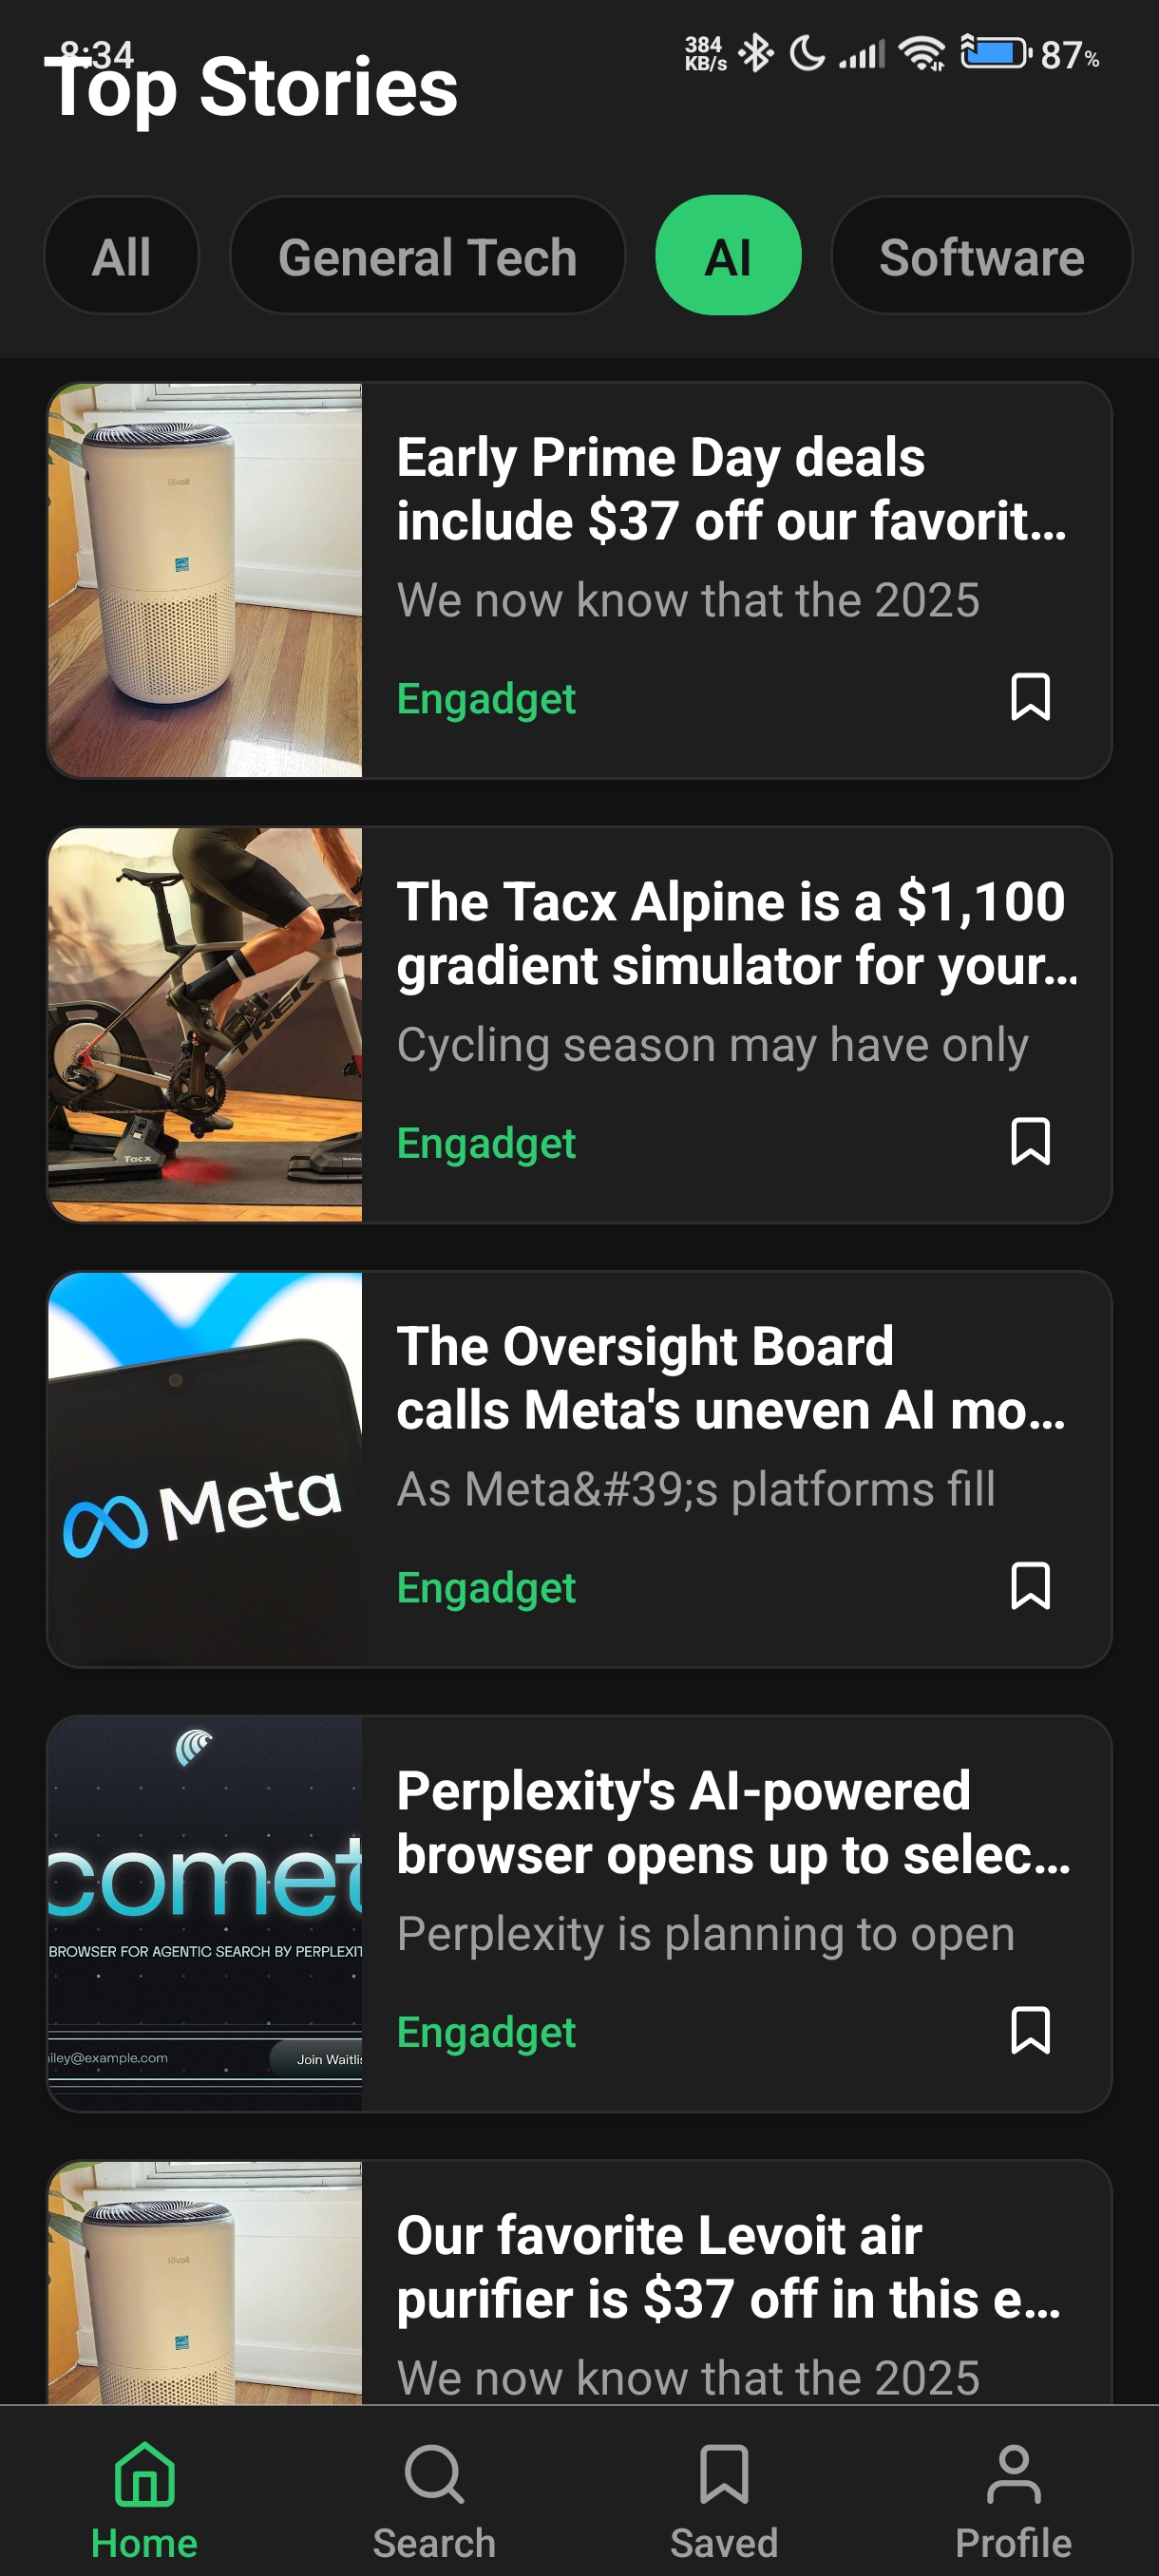 8:34
384
KB/s
87%
Top Stories
All
General Tech
AI
Software
Levoit
Early Prime Day deals
include $37 off our favorit...
We now know that the 2025
Engadget
TREK
Tacx
The Tacx Alpine is a $1,100
gradient simulator for your...
Cycling season may have only
Engadget
Meta
The Oversight Board
calls Meta's uneven AI mo...
As Meta&#39;s platforms fill
Engadget
comet
BROWSER FOR AGENTIC SEARCH BY PERPLEXIT
iley@example.com
Join Waitlis
Perplexity's AI-powered
browser opens up to selec...
Perplexity is planning to open
Engadget
Levoit
Our favorite Levoit air
purifier is $37 off in this e...
We now know that the 2025
Home
Search
Saved
Profile